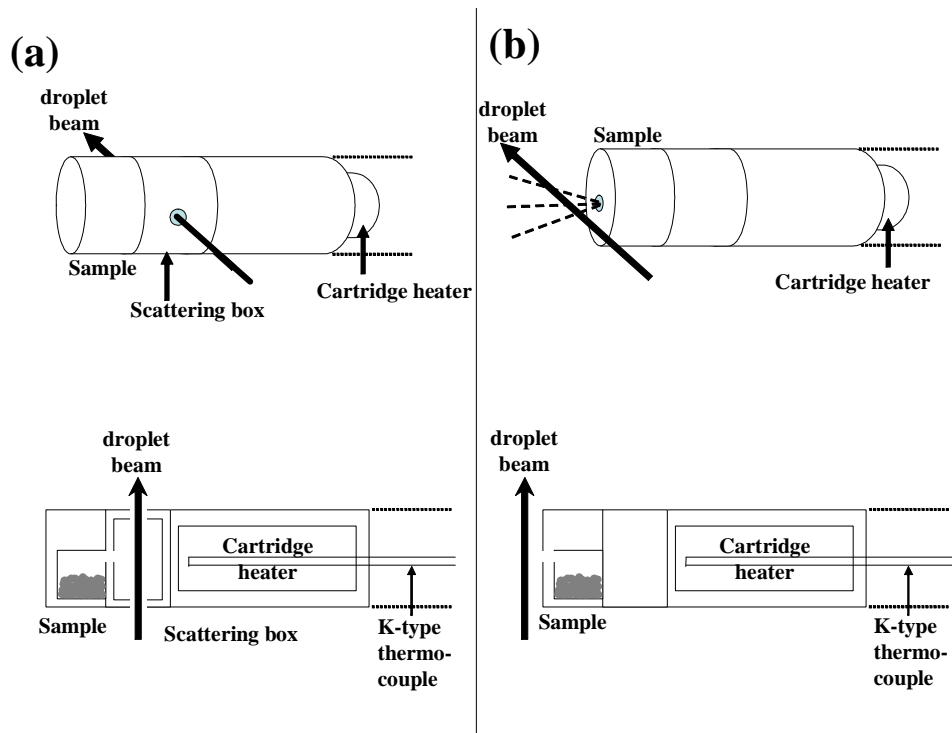 (a)
droplet
beam
Sample
Scattering box
Cartridge heater
droplet
beam
Cartridge
heater
Sample
Scattering box
K-type
thermo-
couple
(b)
droplet
beam
Sample
Cartridge heater
droplet
beam
Cartridge
heater
Sample
K-type
thermo-
couple